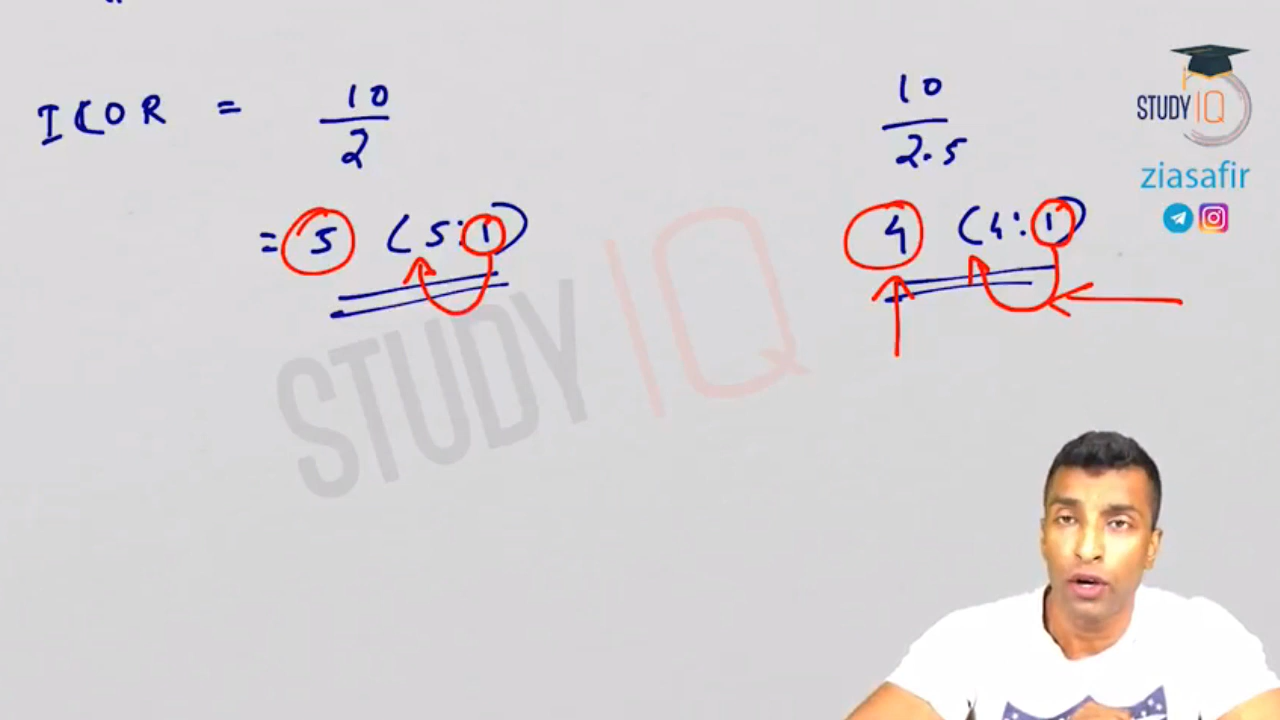 ICOR = 10/2
= 5 (5:1)
10/2.5
4 (4:1)
STUDY IQ
ziasafir
STUDY IQ